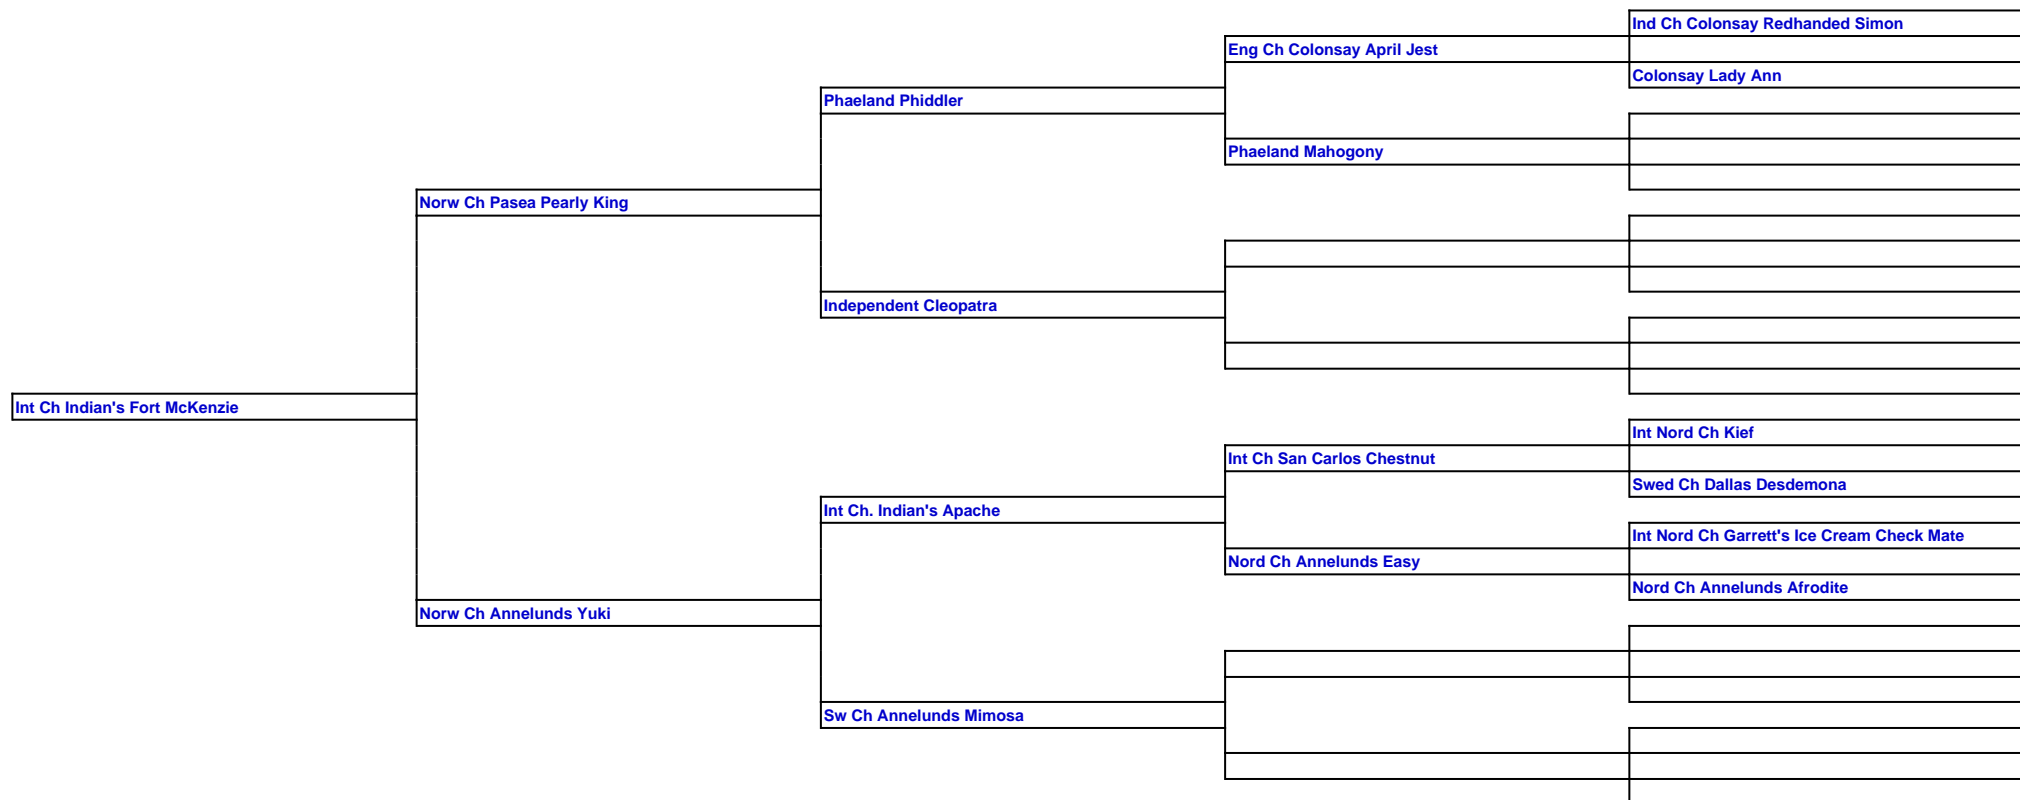 Ind Ch Colonsay Redhanded Simon
Eng Ch Colonsay April Jest
Colonsay Lady Ann
Phaeland Phiddler
Phaeland Mahogony
Norw Ch Pasea Pearly King
Independent Cleopatra
Int Ch Indian's Fort McKenzie
Int Nord Ch Kief
Int Ch San Carlos Chestnut
Swed Ch Dallas Desdemona
Int Ch. Indian's Apache
Int Nord Ch Garrett's Ice Cream Check Mate
Nord Ch Annelunds Easy
Nord Ch Annelunds Afrodite
Norw Ch Annelunds Yuki
Sw Ch Annelunds Mimosa